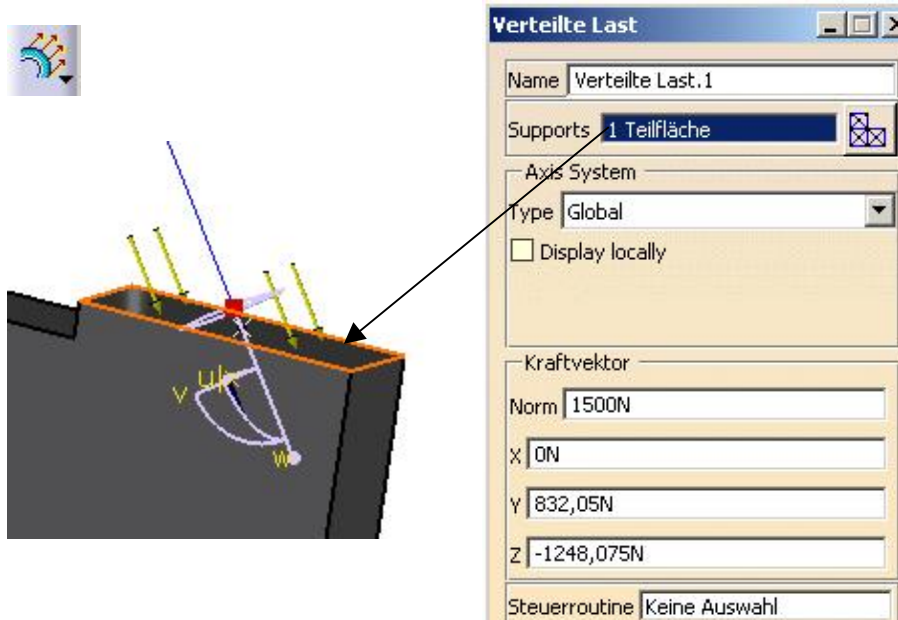 Verteilte Last
Name Verteilte Last.1
Supports 1 Teilfläche
Axis System
Type Global
Display locally
Kraftvektor
Norm 1500N
X 0N
Y 832,05N
Z -1248,075N
Steuerroutine Keine Auswahl
v
u
w